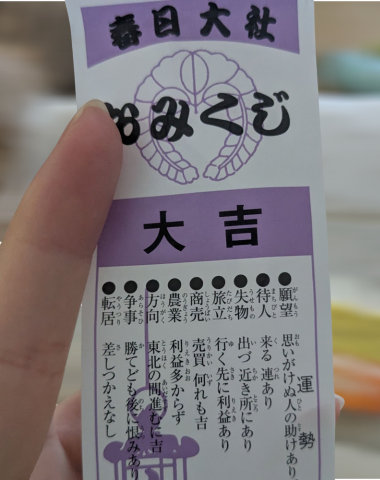 春日大社
おみくじ
大吉
運勢
●願望 思いがけぬ人の助けあり
●待人 来る 連あり
●失物 出づ 近き所にあり
●旅立 行く先に利益あり
●商売 売買 何れも吉
●農業 利益多からず
●方向 東北の間進むに吉
●争事 勝てども後に恨みあり
●転居 差しつかえなし